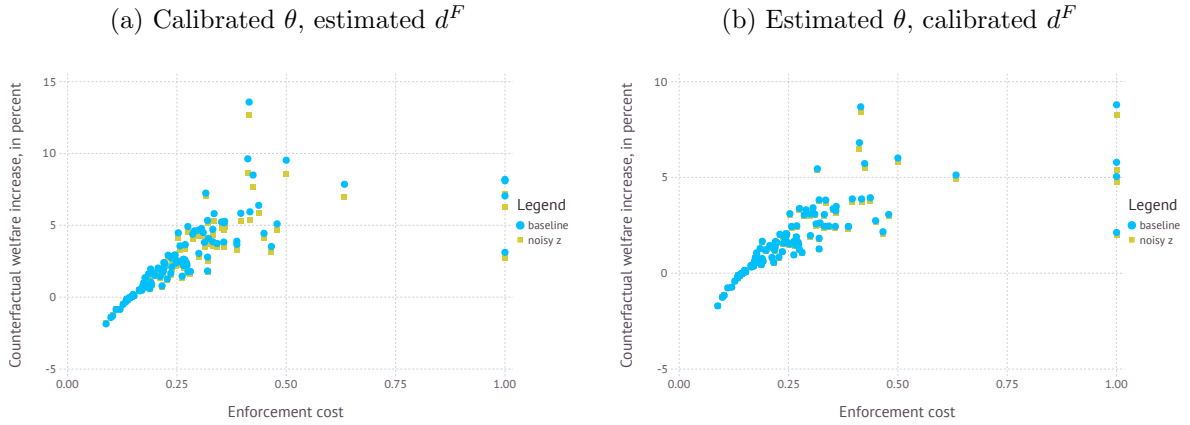 (a) Calibrated θ, estimated d^F
15
10
5
0
-5
0.00
0.25
0.50
0.75
1.00
Counterfactual welfare increase, in percent
Enforcement cost
Legend
baseline
noisy z
(b) Estimated θ, calibrated d^F
10
5
0
-5
0.00
0.25
0.50
0.75
1.00
Counterfactual welfare increase, in percent
Enforcement cost
Legend
baseline
noisy z